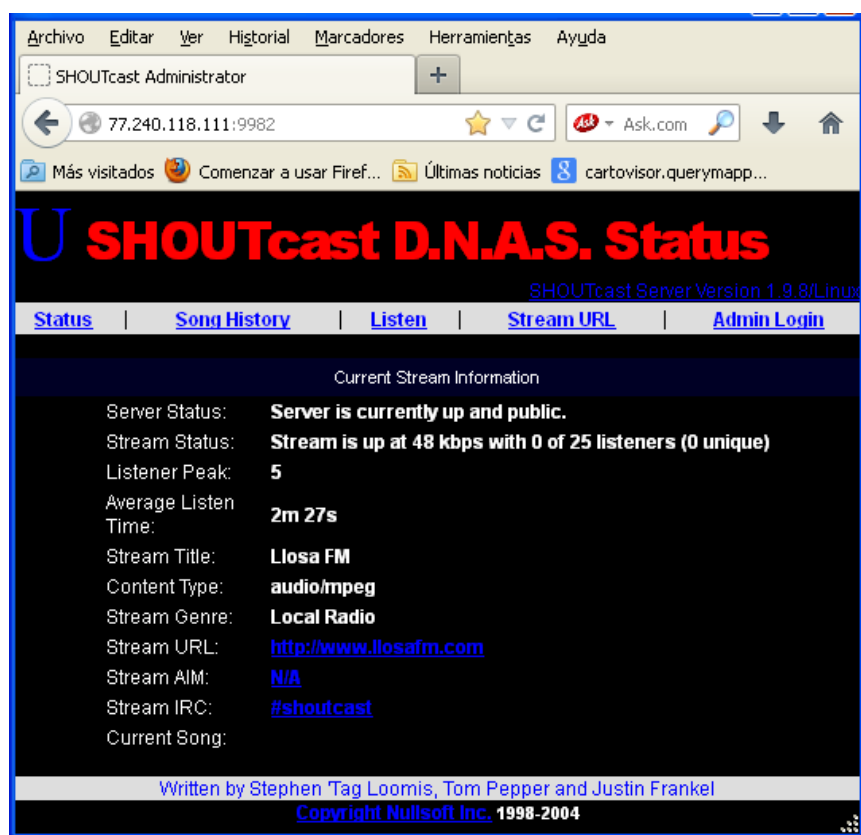 Archivo Editar Ver Historial Marcadores Herramientas Ayuda
SHOUTcast Administrator +
77.240.118.111:9982 Ask.com
Más visitados Comenzar a usar Firef... Últimas noticias cartovisor.querymapp...
U SHOUTcast D.N.A.S. Status
SHOUTcast Server Version 1.9.8/Linux
Status | Song History | Listen | Stream URL | Admin Login
Current Stream Information
Server Status: Server is currently up and public.
Stream Status: Stream is up at 48 kbps with 0 of 25 listeners (0 unique)
Listener Peak: 5
Average Listen Time: 2m 27s
Stream Title: Llosa FM
Content Type: audio/mpeg
Stream Genre: Local Radio
Stream URL: http://www.llosafm.com
Stream AIM: N/A
Stream IRC: #shoutcast
Current Song:
Written by Stephen 'Tag Loomis, Tom Pepper and Justin Frankel
Copyright Nullsoft Inc. 1998-2004